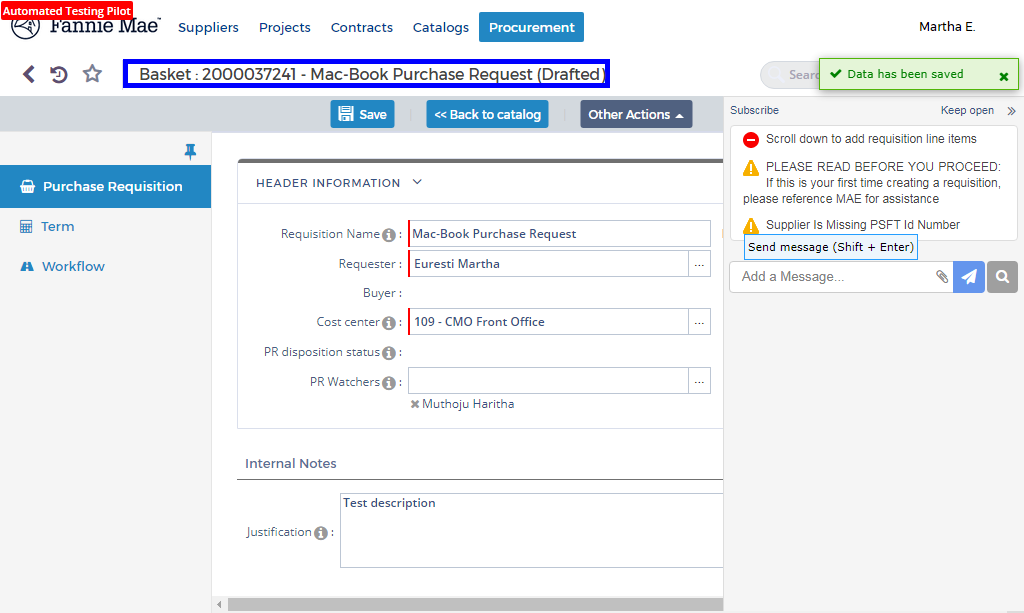 Automated Testing Pilot
Fannie Mae
Suppliers
Projects
Contracts
Catalogs
Procurement
Martha E.
Basket : 2000037241 - Mac-Book Purchase Request (Drafted)
Data has been saved
Save
<< Back to catalog
Other Actions
Subscribe
Keep open
Purchase Requisition
Term
Workflow
HEADER INFORMATION
Requisition Name : Mac-Book Purchase Request
Requester : Euresti Martha ...
Buyer :
Cost center : 109 - CMO Front Office ...
PR disposition status :
PR Watchers : ...
Muthoju Haritha
Internal Notes
Justification : Test description
Scroll down to add requisition line items
PLEASE READ BEFORE YOU PROCEED:
If this is your first time creating a requisition,
please reference MAE for assistance
Supplier Is Missing PSFT Id Number
Send message (Shift + Enter)
Add a Message...